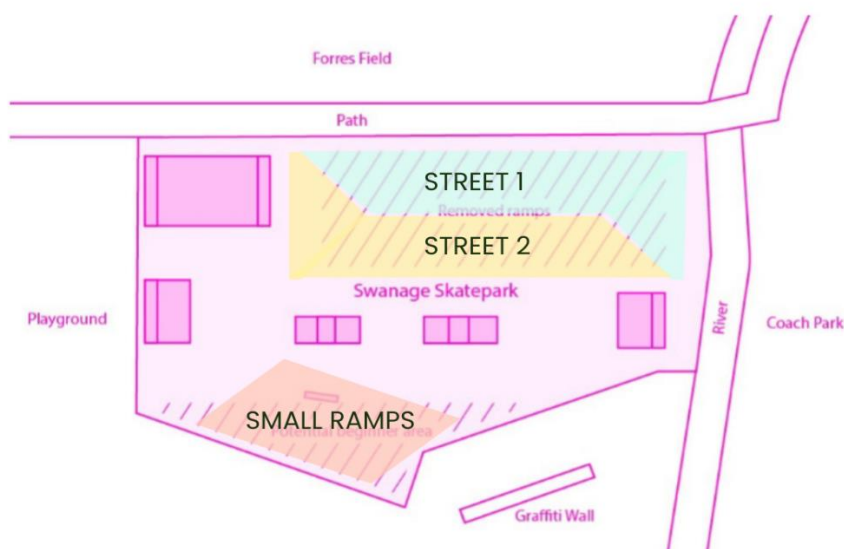 Forres Field
Path
STREET 1
Removed ramps
STREET 2
Swanage Skatepark
Playground
River
Coach Park
SMALL RAMPS
Potential beginner area
Graffiti Wall